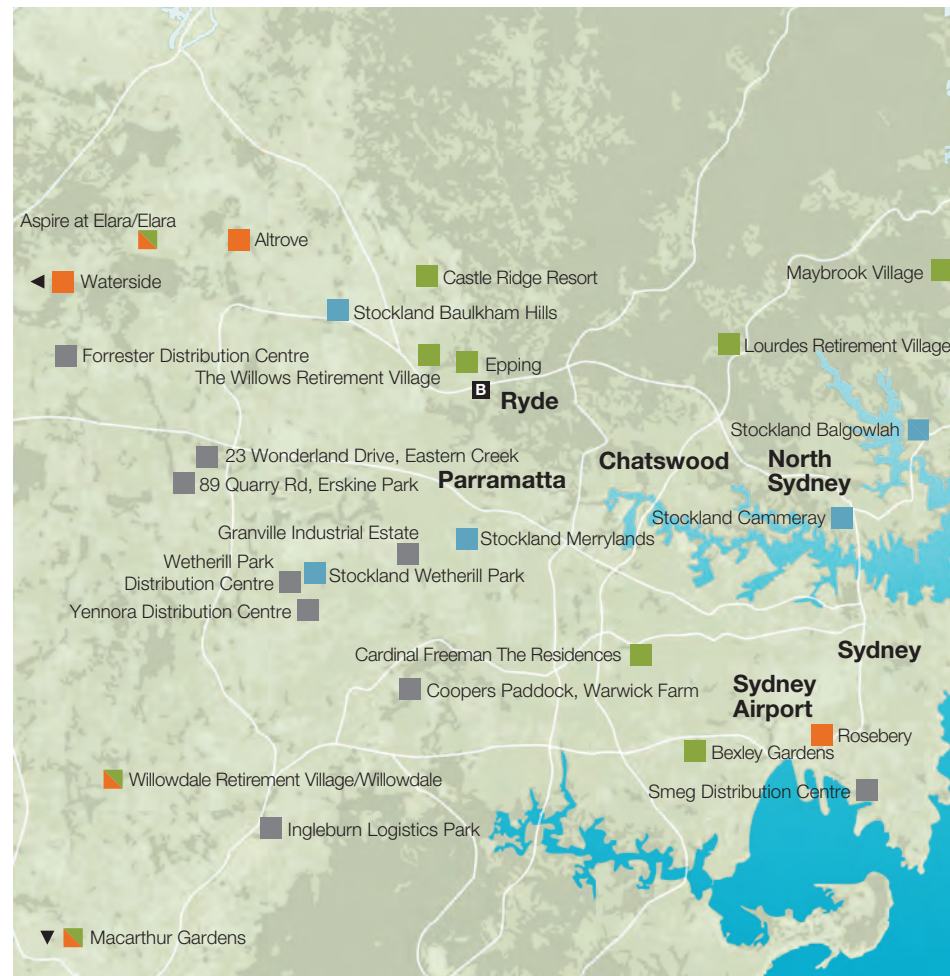 Aspire at Elara/Elara
Altrove
Waterside
Castle Ridge Resort
Maybrook Village
Stockland Baulkham Hills
Forrester Distribution Centre
The Willows Retirement Village
Epping
Lourdes Retirement Village
B
Ryde
Stockland Balgowlah
23 Wonderland Drive, Eastern Creek
89 Quarry Rd, Erskine Park
Parramatta
Chatswood
North
Sydney
Stockland Cammeray
Granville Industrial Estate
Stockland Merrylands
Wetherill Park
Distribution Centre
Stockland Wetherill Park
Yennora Distribution Centre
Cardinal Freeman The Residences
Sydney
Coopers Paddock, Warwick Farm
Sydney
Airport
Rosebery
Bexley Gardens
Willowdale Retirement Village/Willowdale
Smeg Distribution Centre
Ingleburn Logistics Park
Macarthur Gardens